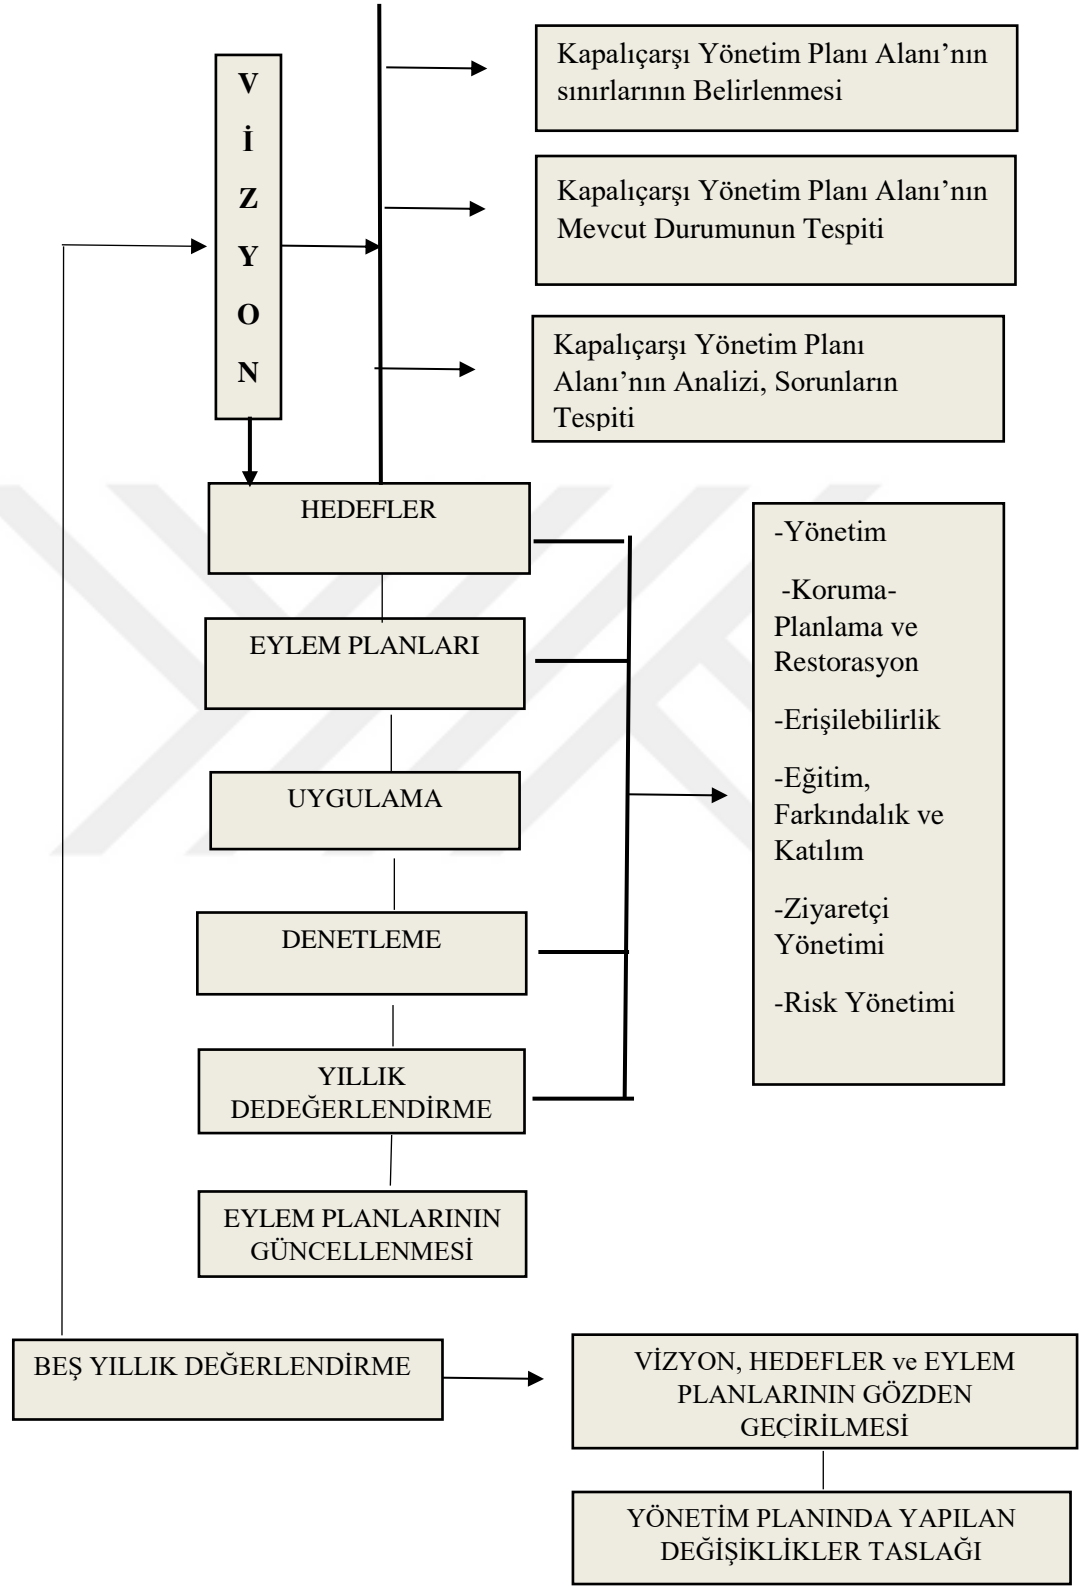 V
İ
Z
Y
O
N
Kapalıçarşı Yönetim Planı Alanı’nın
sınırlarının Belirlenmesi
Kapalıçarşı Yönetim Planı Alanı’nın
Mevcut Durumunun Tespiti
Kapalıçarşı Yönetim Planı
Alanı’nın Analizi, Sorunların
Tespiti
HEDEFLER
EYLEM PLANLARI
UYGULAMA
DENETLEME
YILLIK
DEDEĞERLENDİRME
EYLEM PLANLARININ
GÜNCELLENMESİ
-Yönetim
-Koruma-
Planlama ve
Restorasyon
-Erişilebilirlik
-Eğitim,
Farkındalık ve
Katılım
-Ziyaretçi
Yönetimi
-Risk Yönetimi
BEŞ YILLIK DEĞERLENDİRME
VİZYON, HEDEFLER ve EYLEM
PLANLARININ GÖZDEN
GEÇİRİLMESİ
YÖNETİM PLANINDA YAPILAN
DEĞİŞİKLİKLER TASLAĞI